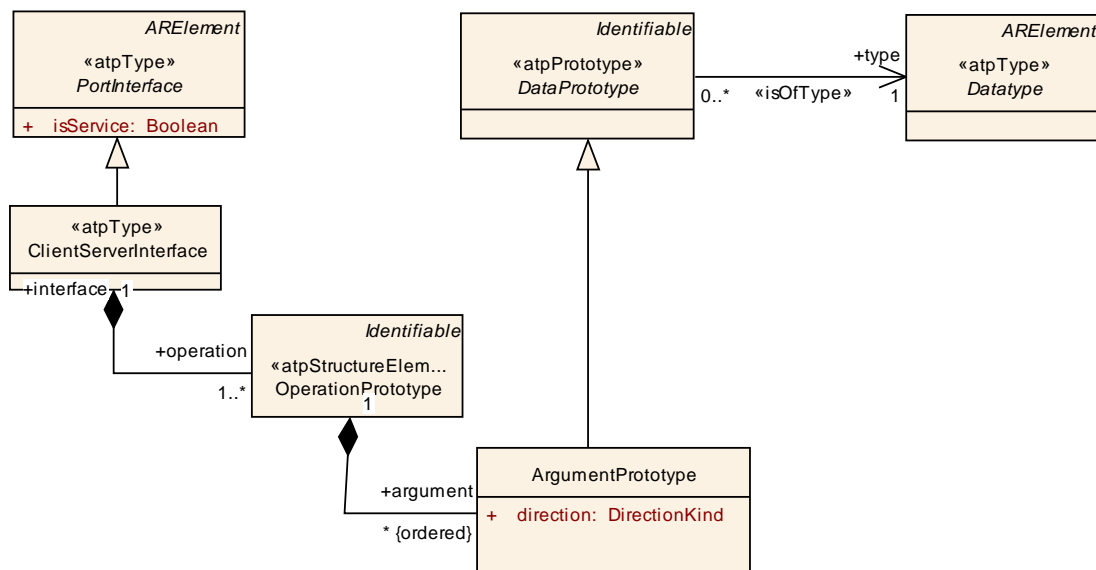 ARElement
«atpType»
PortInterface
+ isService: Boolean
Identifiable
«atpPrototype»
DataPrototype
+type
0..*
«isOfType»
1
ARElement
«atpType»
Datatype
«atpType»
ClientServerInterface
+interface
1
+operation
1..*
Identifiable
«atpStructureElem...
OperationPrototype
1
+argument
* {ordered}
ArgumentPrototype
+ direction: DirectionKind